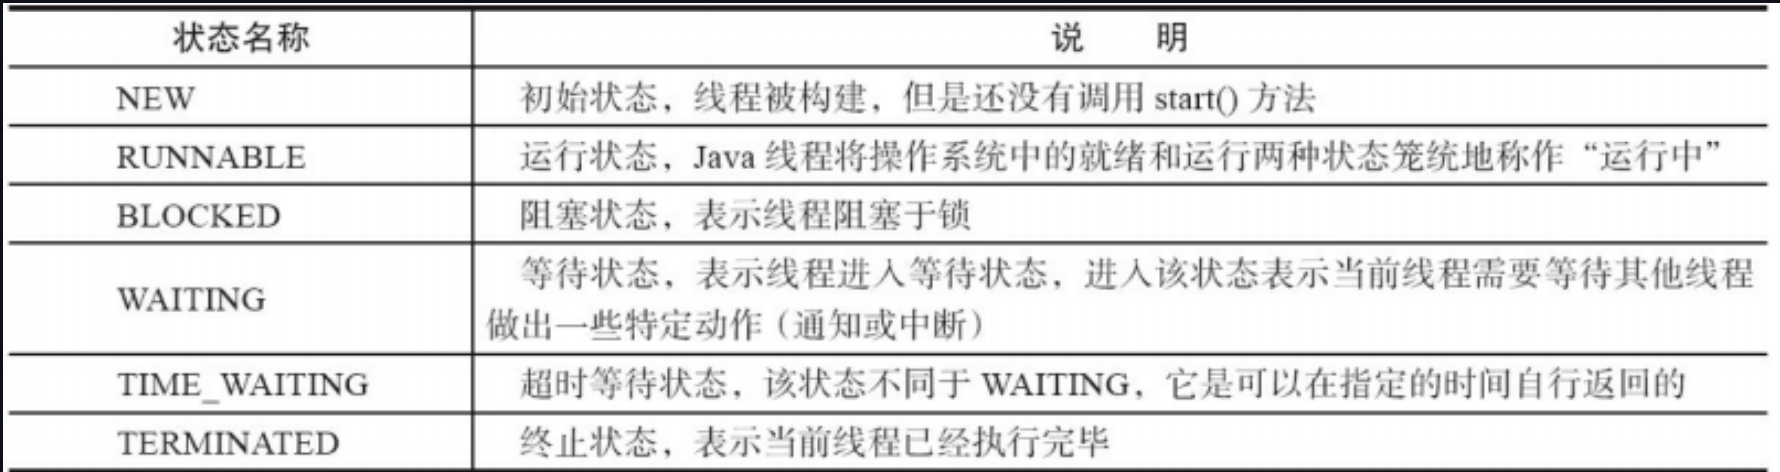 状态名称 说 明
NEW 初始状态，线程被构建，但是还没有调用 start() 方法
RUNNABLE 运行状态，Java 线程将操作系统中的就绪和运行两种状态笼统地称作“运行中”
BLOCKED 阻塞状态，表示线程阻塞于锁
WAITING 等待状态，表示线程进入等待状态，进入该状态表示当前线程需要等待其他线程
做出一些特定动作（通知或中断）
TIME_WAITING 超时等待状态，该状态不同于 WAITING，它是可以在指定的时间自行返回的
TERMINATED 终止状态，表示当前线程已经执行完毕